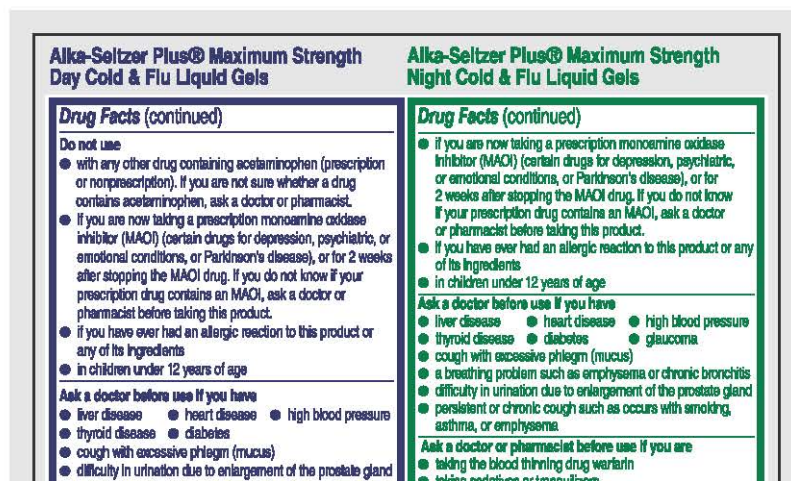 Alka-Seltzer Plus® Maximum Strength
Day Cold & Flu Liquid Gels
Drug Facts (continued)
Do not use
● with any other drug containing acetaminophen (prescription
or nonprescription). If you are not sure whether a drug
contains acetaminophen, ask a doctor or pharmacist.
● if you are now taking a prescription monoamine oxidase
inhibitor (MAOI) (certain drugs for depression, psychiatric, or
emotional conditions, or Parkinson's disease), or for 2 weeks
after stopping the MAOI drug. If you do not know if your
prescription drug contains an MAOI, ask a doctor or
pharmacist before taking this product.
● if you have ever had an allergic reaction to this product or
any of its ingredients
● in children under 12 years of age
Ask a doctor before use if you have
● liver disease ● heart disease ● high blood pressure
● thyroid disease ● diabetes
● cough with excessive phlegm (mucus)
● difficulty in urination due to enlargement of the prostate gland
Alka-Seltzer Plus® Maximum Strength
Night Cold & Flu Liquid Gels
Drug Facts (continued)
● if you are now taking a prescription monoamine oxidase
inhibitor (MAOI) (certain drugs for depression, psychiatric,
or emotional conditions, or Parkinson's disease), or for
2 weeks after stopping the MAOI drug. If you do not know
if your prescription drug contains an MAOI, ask a doctor
or pharmacist before taking this product.
● if you have ever had an allergic reaction to this product or any
of its ingredients
● in children under 12 years of age
Ask a doctor before use if you have
● liver disease ● heart disease ● high blood pressure
● thyroid disease ● diabetes ● glaucoma
● cough with excessive phlegm (mucus)
● a breathing problem such as emphysema or chronic bronchitis
● difficulty in urination due to enlargement of the prostate gland
● persistent or chronic cough such as occurs with smoking,
asthma, or emphysema
Ask a doctor or pharmacist before use if you are
● taking the blood thinning drug warfarin
● taking sedatives or tranquilizers